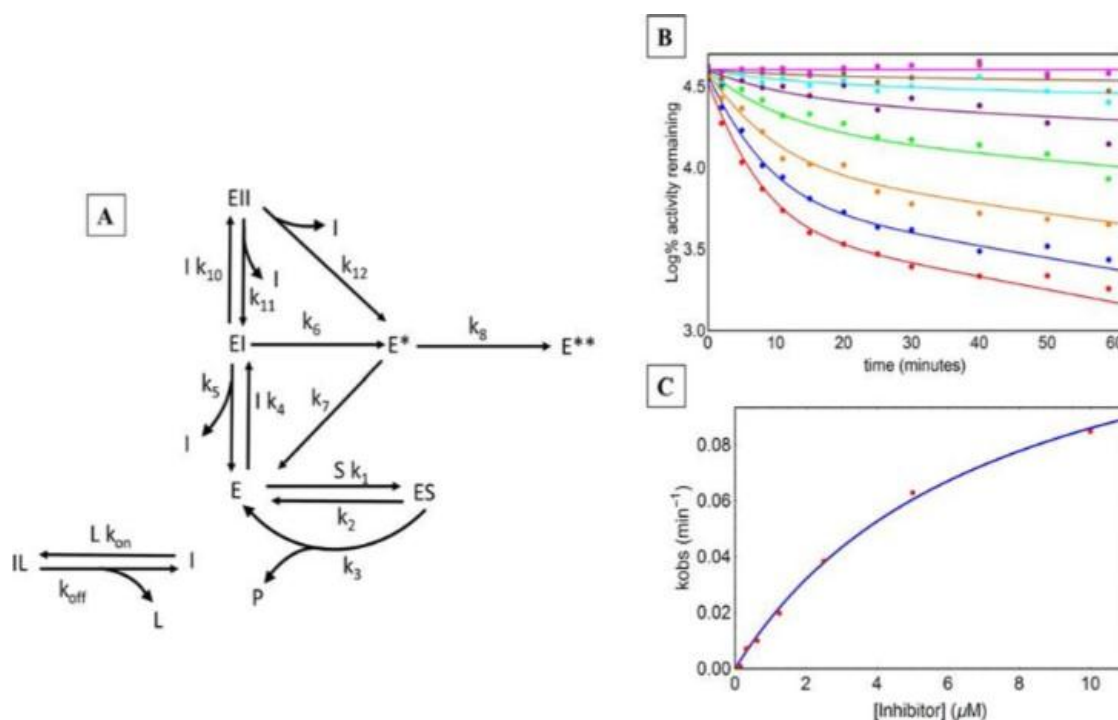 A
EII
I
I k10
k12
I
k11
k6
k8
EI
E*
E**
k5
I k4
k7
I
S k1
E
ES
k2
L kon
k3
IL
I
P
koff
L
B
Log% activity remaining
4.5
4.0
3.5
3.0
0
10
20
30
40
50
60
time (minutes)
C
kobs (min⁻¹)
0.08
0.06
0.04
0.02
0.00
0
2
4
6
8
10
[Inhibitor] (μM)